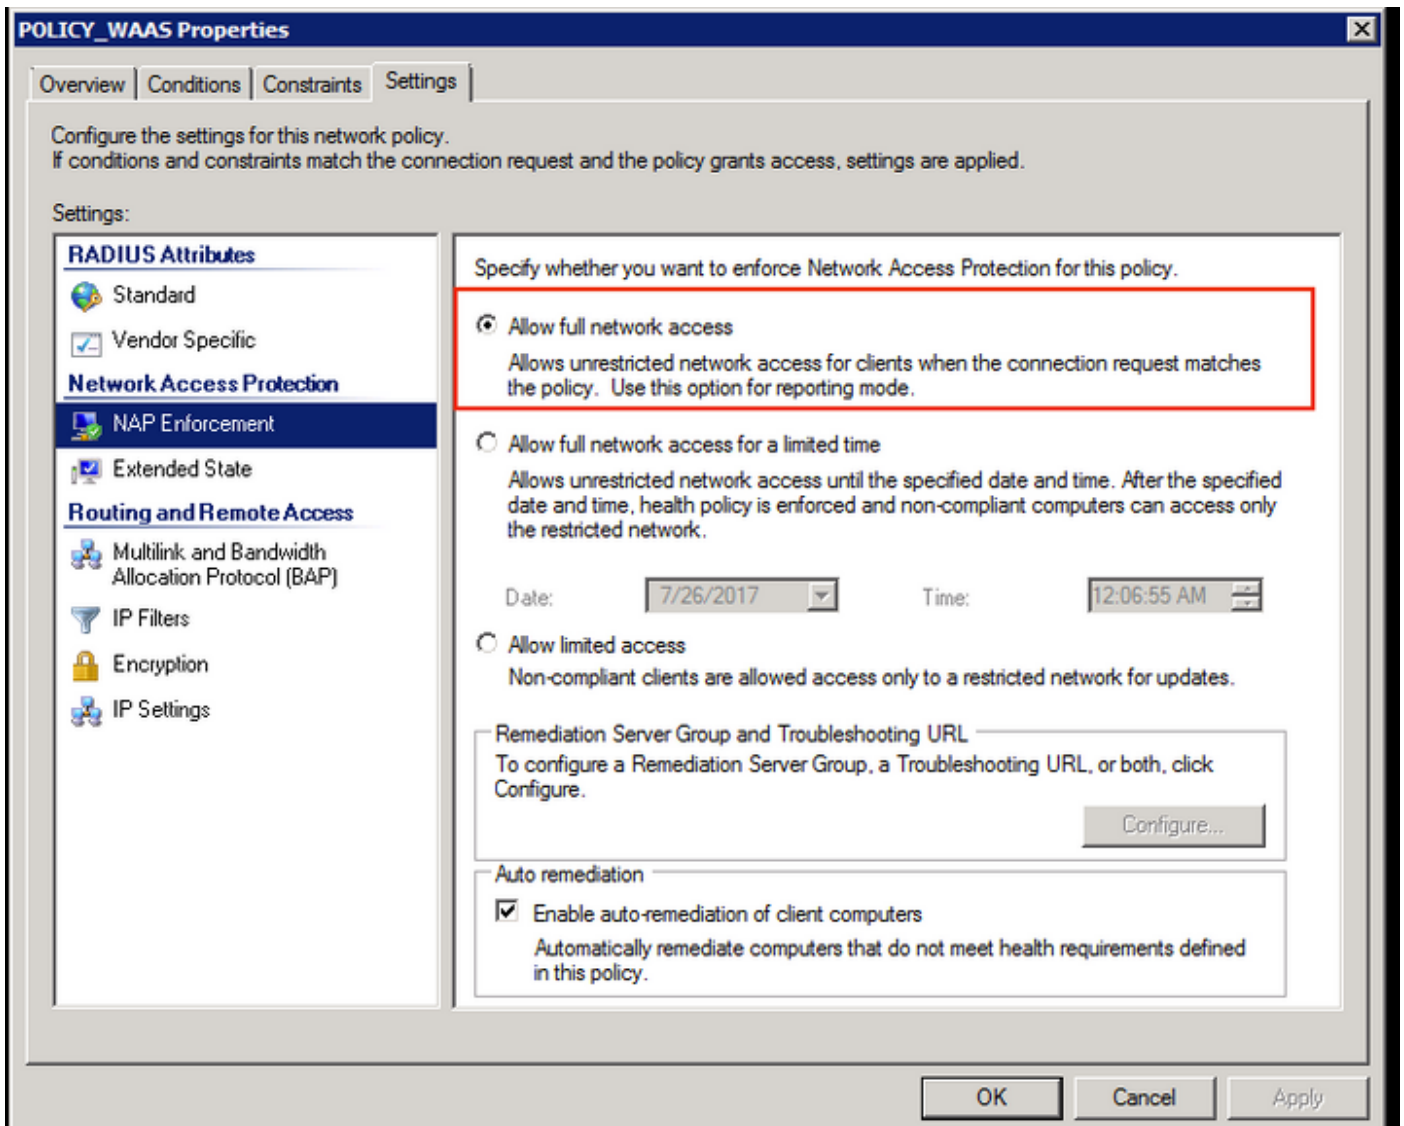 POLICY_WAAS Properties
Overview
Conditions
Constraints
Settings
Configure the settings for this network policy.
If conditions and constraints match the connection request and the policy grants access, settings are applied.
Settings:
RADIUS Attributes
Standard
Vendor Specific
Network Access Protection
NAP Enforcement
Extended State
Routing and Remote Access
Multilink and Bandwidth
Allocation Protocol (BAP)
IP Filters
Encryption
IP Settings
Specify whether you want to enforce Network Access Protection for this policy.
Allow full network access
Allows unrestricted network access for clients when the connection request matches
the policy. Use this option for reporting mode.
Allow full network access for a limited time
Allows unrestricted network access until the specified date and time. After the specified
date and time, health policy is enforced and non-compliant computers can access only
the restricted network.
Date: 7/26/2017 Time: 12:06:55 AM
Allow limited access
Non-compliant clients are allowed access only to a restricted network for updates.
Remediation Server Group and Troubleshooting URL
To configure a Remediation Server Group, a Troubleshooting URL, or both, click
Configure.
Configure...
Auto remediation
Enable auto-remediation of client computers
Automatically remediate computers that do not meet health requirements defined
in this policy.
OK
Cancel
Apply